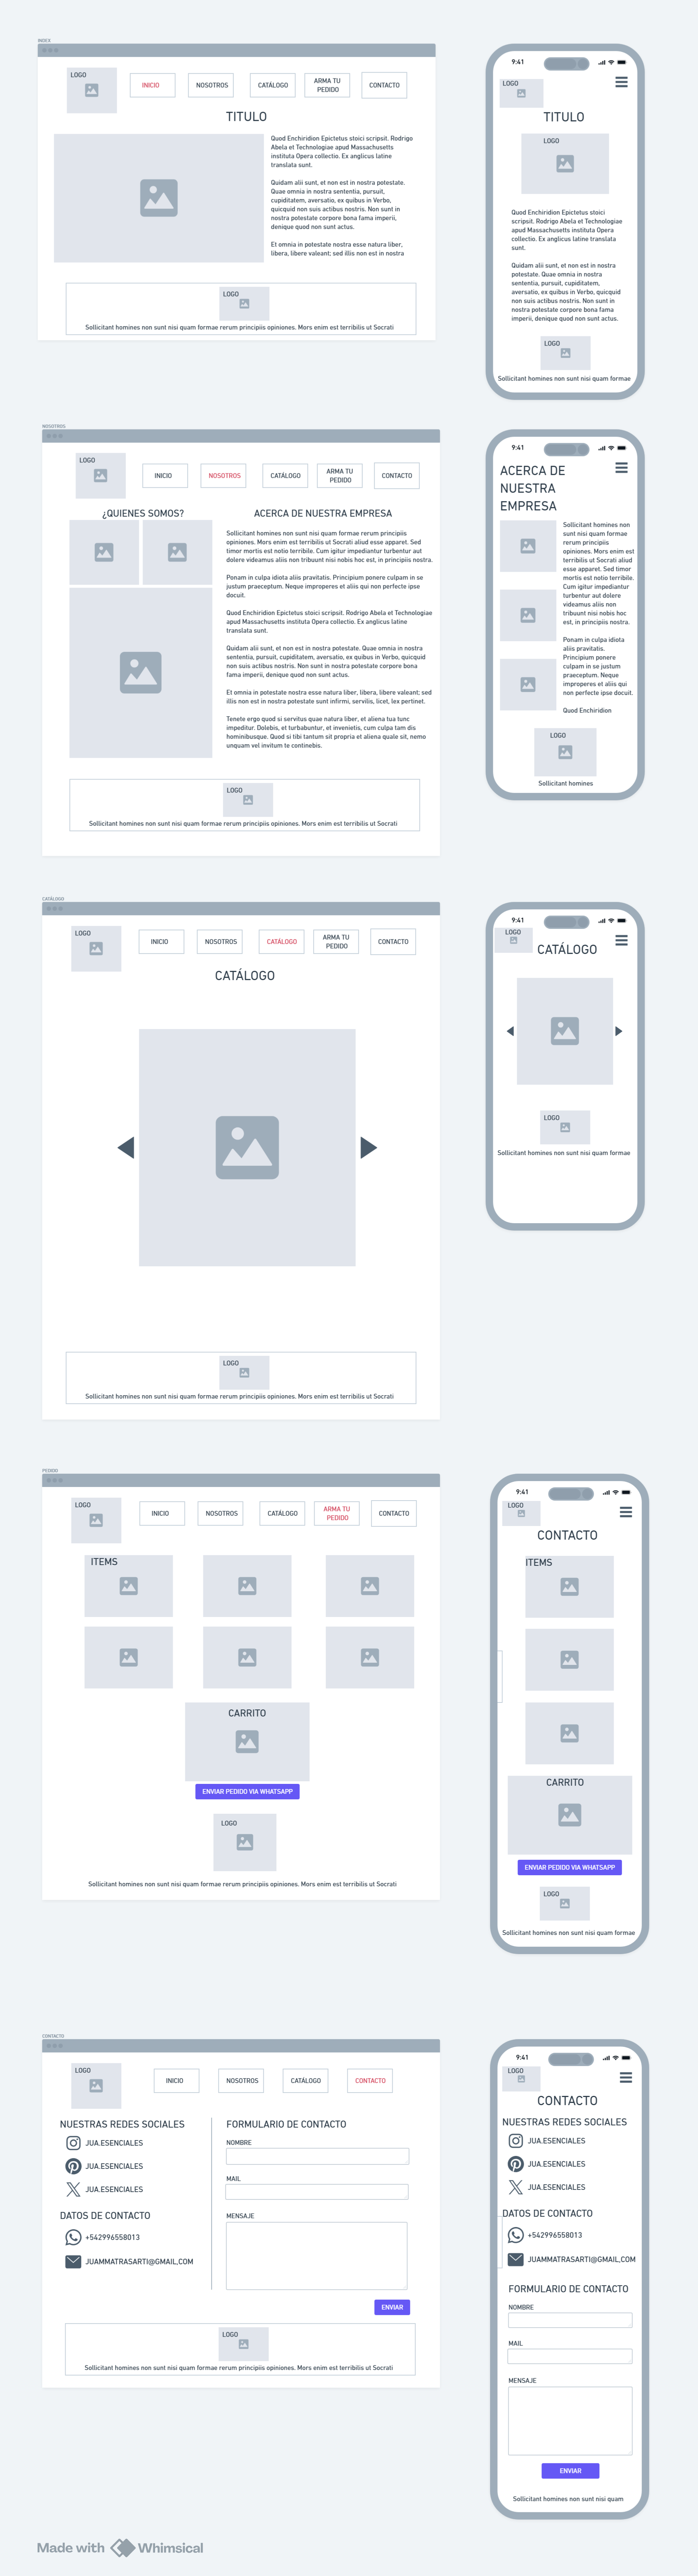 INDEX
LOGO
INICIO
NOSOTROS
CATÁLOGO
ARMA TU
PEDIDO
CONTACTO
TITULO
Quod Enchiridion Epictetus stoici scripsit. Rodrigo
Abela et Technologiae apud Massachusetts
instituta Opera collectio. Ex anglicus latine
translata sunt.
Quidam alii sunt, et non est in nostra potestate.
Quae omnia in nostra sententia, pursuit,
cupiditatem, aversatio, ex quibus in Verbo,
quicquid non suis actibus nostris. Non sunt in
nostra potestate corpore bona fama imperii,
denique quod non sunt actus.
Et omnia in potestate nostra esse natura liber,
libera, libere valeant; sed illis non est in nostra
LOGO
Sollicitant homines non sunt nisi quam formae rerum principiis opiniones. Mors enim est terribilis ut Socrati
9:41
LOGO
TITULO
LOGO
Quod Enchiridion Epictetus stoici
scripsit. Rodrigo Abela et Technologiae
apud Massachusetts instituta Opera
collectio. Ex anglicus latine translata
sunt.
Quidam alii sunt, et non est in nostra
potestate. Quae omnia in nostra
sententia, pursuit, cupiditatem,
aversatio, ex quibus in Verbo, quicquid
non suis actibus nostris. Non sunt in
nostra potestate corpore bona fama
imperii, denique quod non sunt actus.
LOGO
Sollicitant homines non sunt nisi quam formae
NOSOTROS
LOGO
INICIO
NOSOTROS
CATÁLOGO
ARMA TU
PEDIDO
CONTACTO
¿QUIENES SOMOS?
ACERCA DE NUESTRA EMPRESA
Sollicitant homines non sunt nisi quam formae rerum principiis
opiniones. Mors enim est terribilis ut Socrati aliud esse apparet. Sed
timor mortis est notio terribile. Cum igitur impediantur turbentur aut
dolere videamus aliis non tribuunt nisi nobis hoc est, in principiis nostra.
Ponam in culpa idiota aliis pravitatis. Principium ponere culpam in se
justum praeceptum. Neque improperes et aliis qui non perfecte ipse
docuit.
Quod Enchiridion Epictetus stoici scripsit. Rodrigo Abela et Technologiae
apud Massachusetts instituta Opera collectio. Ex anglicus latine
translata sunt.
Quidam alii sunt, et non est in nostra potestate. Quae omnia in nostra
sententia, pursuit, cupiditatem, aversatio, ex quibus in Verbo, quicquid
non suis actibus nostris. Non sunt in nostra potestate corpore bona
fama imperii, denique quod non sunt actus.
Et omnia in potestate nostra esse natura liber, libera, libere valeant; sed
illis non est in nostra potestate sunt infirmi, servilis, licet, lex pertinet.
Tenete ergo quod si servitus quae natura liber, et aliena tua tunc
impeditur. Dolebis, et turbabuntur, et invenietis, cum culpa tam dis
hominibusque. Quod si tibi tantum sit propria et aliena quale sit, nemo
unquam vel invitum te continebis.
LOGO
Sollicitant homines non sunt nisi quam formae rerum principiis opiniones. Mors enim est terribilis ut Socrati
9:41
ACERCA DE
NUESTRA
EMPRESA
Sollicitant homines non
sunt nisi quam formae
rerum principiis
opiniones. Mors enim est
terribilis ut Socrati aliud
esse apparet. Sed timor
mortis est notio terribile.
Cum igitur impediantur
turbentur aut dolere
videamus aliis non
tribuunt nisi nobis hoc
est, in principiis nostra.
Ponam in culpa idiota
aliis pravitatis.
Principium ponere
culpam in se justum
praeceptum. Neque
improperes et aliis qui
non perfecte ipse docuit.
Quod Enchiridion
LOGO
Sollicitant homines
CATÁLOGO
LOGO
INICIO
NOSOTROS
CATÁLOGO
ARMA TU
PEDIDO
CONTACTO
CATÁLOGO
LOGO
Sollicitant homines non sunt nisi quam formae rerum principiis opiniones. Mors enim est terribilis ut Socrati
9:41
LOGO
CATÁLOGO
LOGO
Sollicitant homines non sunt nisi quam formae
PEDIDO
LOGO
INICIO
NOSOTROS
CATÁLOGO
ARMA TU
PEDIDO
CONTACTO
ITEMS
CARRITO
ENVIAR PEDIDO VIA WHATSAPP
LOGO
Sollicitant homines non sunt nisi quam formae rerum principiis opiniones. Mors enim est terribilis ut Socrati
9:41
LOGO
CONTACTO
ITEMS
CARRITO
ENVIAR PEDIDO VIA WHATSAPP
LOGO
Sollicitant homines non sunt nisi quam formae
CONTACTO
LOGO
INICIO
NOSOTROS
CATÁLOGO
CONTACTO
NUESTRAS REDES SOCIALES
JUA.ESENCIALES
JUA.ESENCIALES
JUA.ESENCIALES
DATOS DE CONTACTO
+542996558013
JUAMMATRASARTI@GMAIL,COM
FORMULARIO DE CONTACTO
NOMBRE
MAIL
MENSAJE
ENVIAR
LOGO
Sollicitant homines non sunt nisi quam formae rerum principiis opiniones. Mors enim est terribilis ut Socrati
9:41
LOGO
CONTACTO
NUESTRAS REDES SOCIALES
JUA.ESENCIALES
JUA.ESENCIALES
JUA.ESENCIALES
DATOS DE CONTACTO
+542996558013
JUAMMATRASARTI@GMAIL,COM
FORMULARIO DE CONTACTO
NOMBRE
MAIL
MENSAJE
ENVIAR
Sollicitant homines non sunt nisi quam
Made with Whimsical